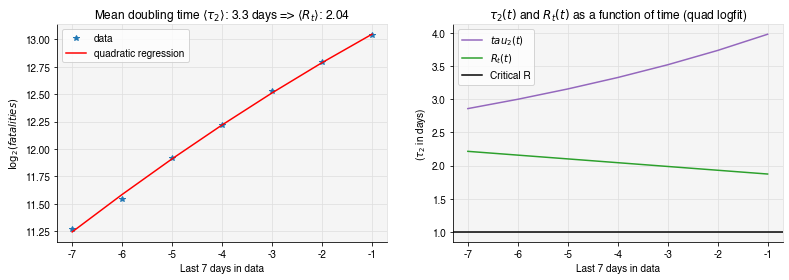 Mean doubling time ⟨τ₂⟩: 3.3 days => ⟨Rₜ⟩: 2.04
log₂(fatalities)
13.00
12.75
12.50
12.25
12.00
11.75
11.50
11.25
data
quadratic regression
-7 -6 -5 -4 -3 -2 -1
Last 7 days in data
τ₂(t) and Rₜ(t) as a function of time (quad logfit)
(τ₂ in days)
4.0
3.5
3.0
2.5
2.0
1.5
1.0
tau₂(t)
Rₜ(t)
Critical R
-7 -6 -5 -4 -3 -2 -1
Last 7 days in data